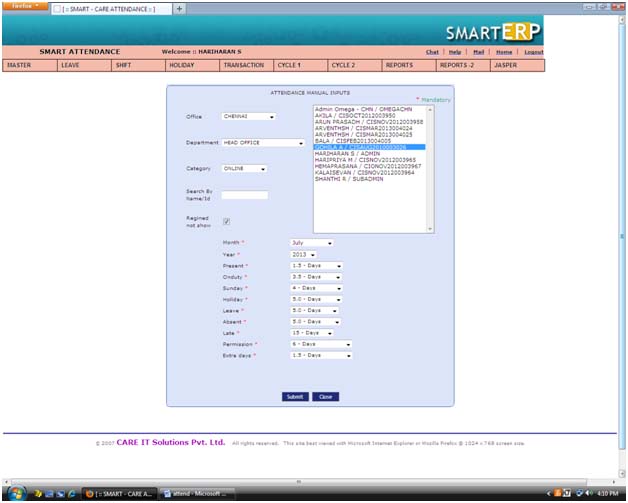 Firefox
[ :: SMART - CARE ATTENDANCE :: ]
+
SMARTERP
SMART ATTENDANCE
Welcome :: HARIHARAN S
Chat | Help | Mail | Home | Logout
MASTER LEAVE SHIFT HOLIDAY TRANSACTION CYCLE 1 CYCLE 2 REPORTS REPORTS -2 JASPER
ATTENDANCE MANUAL INPUTS
* Mandatory
Office CHENNAI
Department HEAD OFFICE
Category ONLINE
Search By
Name/Id
Regined
not show
Admin Omega - CHN / OMEGACHN
AKILA / CISOCT2012003950
ARUN PRASADH / CISNOV2012003958
ARVENTHSH / CISMAR2013004024
ARVENTHSH / CISMAR2013004025
BALA / CISFEB2013004005
HARIHARAN S / ADMIN
HARIPRIYA M / CISNOV2012003965
HEMAPRASANA / CIONOV2012003967
KALAISEVAN / CISNOV2012003964
SHANTHI R / SUBADMIN
Month * July
Year * 2013
Present * 1.5 - Days
Onduty * 3.5 - Days
Sunday * 4 - Days
Holiday * 5.0 - Days
Leave * 5.0 - Days
Absent * 5.0 - Days
Late * 15 - Days
Permission * 6 - Days
Extra days * 1.5 - Days
Submit Close
© 2007 CARE IT Solutions Pvt. Ltd. All rights reserved. This site best viewed with Microsoft Internet Explorer or Mozilla Firefox @ 1024 x 768 screen size.
[ :: SMART - CARE A... attend - Microsoft ... 4:10 PM